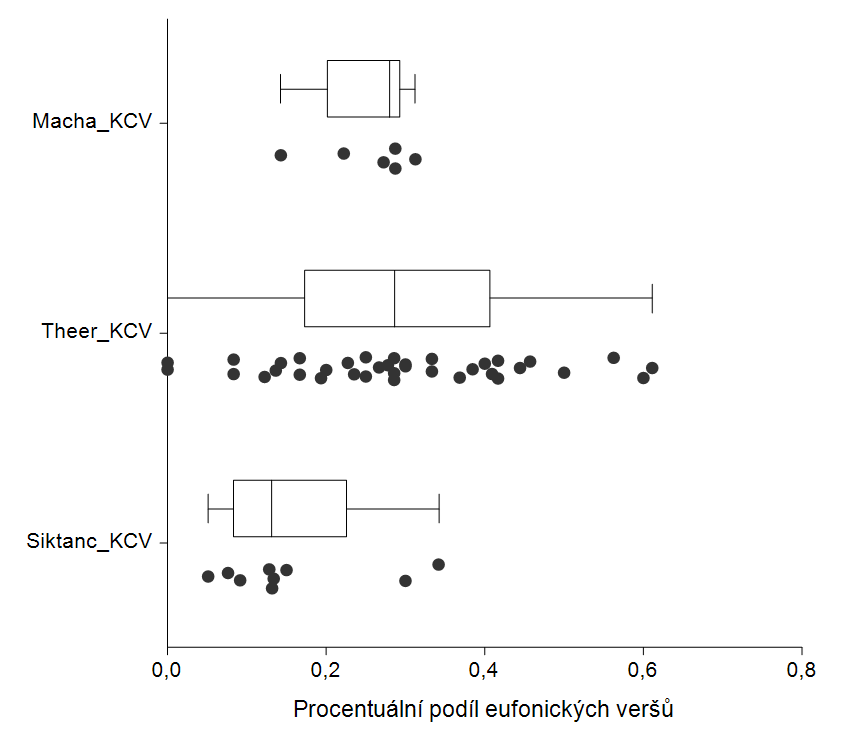 Macha_KCV
Theer_KCV
Siktanc_KCV
0,0 0,2 0,4 0,6 0,8
Procentuální podíl eufonických veršů